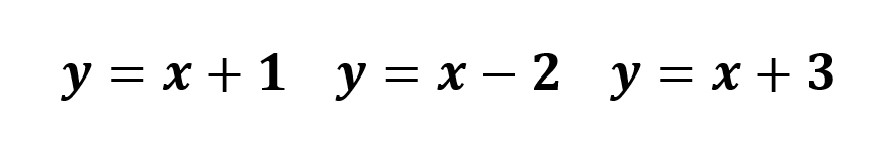 y = x + 1 y = x − 2 y = x + 3